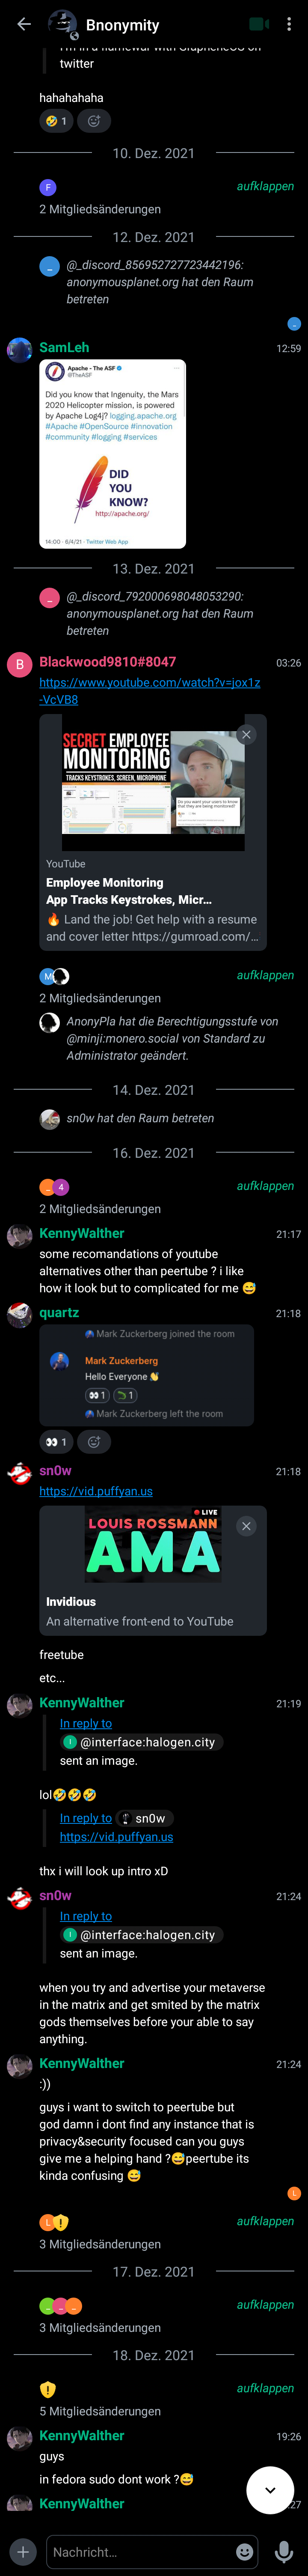 Bnonymity
twitter
hahahahaha
🤣 1
10. Dez. 2021
F
aufklappen
2 Mitgliedsänderungen
12. Dez. 2021
@_discord_856952727723442196:
anonymousplanet.org hat den Raum
betreten
SamLeh
12:59
Apache - The ASF
@TheASF
Did you know that Ingenuity, the Mars
2020 Helicopter mission, is powered
by Apache Log4j? logging.apache.org
#Apache #OpenSource #innovation
#community #logging #services
DID
YOU
KNOW?
http://apache.org/
14:00 · 6/4/21 · Twitter Web App
13. Dez. 2021
@_discord_792000698048053290:
anonymousplanet.org hat den Raum
betreten
B
Blackwood9810#8047
03:26
https://www.youtube.com/watch?v=jox1z
-VcVB8
SECRET EMPLOYEE
MONITORING
TRACKS KEYSTROKES, SCREEN, MICROPHONE
Do you want your users to know
that they are being monitored?
YouTube
Employee Monitoring
App Tracks Keystrokes, Micr...
🔥 Land the job! Get help with a resume
and cover letter https://gumroad.com/...
aufklappen
2 Mitgliedsänderungen
AnonyPla hat die Berechtigungsstufe von
@minji:monero.social von Standard zu
Administrator geändert.
14. Dez. 2021
sn0w hat den Raum betreten
16. Dez. 2021
4
aufklappen
2 Mitgliedsänderungen
KennyWalther
21:17
some recomandations of youtube
alternatives other than peertube ? i like
how it look but to complicated for me 😅
quartz
21:18
Mark Zuckerberg joined the room
Mark Zuckerberg
Hello Everyone 👋
👀 1
1
Mark Zuckerberg left the room
👀 1
sn0w
21:18
https://vid.puffyan.us
LIVE
LOUIS ROSSMANN
AMA
Invidious
An alternative front-end to YouTube
freetube
etc...
KennyWalther
21:19
In reply to
I @interface:halogen.city
sent an image.
lol🤣🤣🤣
In reply to sn0w
https://vid.puffyan.us
thx i will look up intro xD
sn0w
21:24
In reply to
I @interface:halogen.city
sent an image.
when you try and advertise your metaverse
in the matrix and get smited by the matrix
gods themselves before your able to say
anything.
KennyWalther
21:24
:))
guys i want to switch to peertube but
god damn i dont find any instance that is
privacy&security focused can you guys
give me a helping hand ?😅peertube its
kinda confusing 😅
L
L
aufklappen
3 Mitgliedsänderungen
17. Dez. 2021
aufklappen
3 Mitgliedsänderungen
18. Dez. 2021
aufklappen
5 Mitgliedsänderungen
KennyWalther
19:26
guys
in fedora sudo dont work ?😅
KennyWalther
:27
Nachricht...